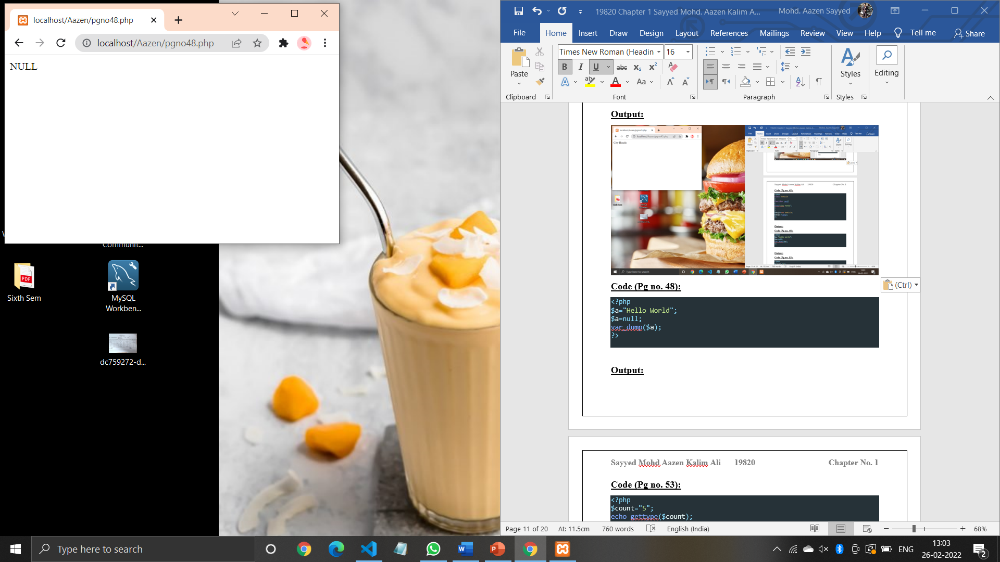 localhost/Aazen/pgno48.php
localhost/Aazen/pgno48.php
NULL
Communit...
Sixth Sem
MySQL
Workben...
dc759272-d...
19820 Chapter 1 Sayyed Mohd. Aazen Kalim A...
Mohd. Aazen Sayyed
File
Home
Insert
Draw
Design
Layout
References
Mailings
Review
View
Help
Tell me
Share
Paste
Clipboard
Times New Roman (Headin
16
Font
Paragraph
Styles
Styles
Editing
Output:
Code (Pg no. 48):
(Ctrl)
<?php
$a="Hello World";
$a=null;
var_dump($a);
?>
Output:
Sayyed Mohd Aazen Kalim Ali 19820 Chapter No. 1
Code (Pg no. 53):
<?php
$count="5";
echo gettype($count);
Page 11 of 20
At: 11.5cm
760 words
English (India)
68%
Type here to search
ENG
13:03
26-02-2022
2